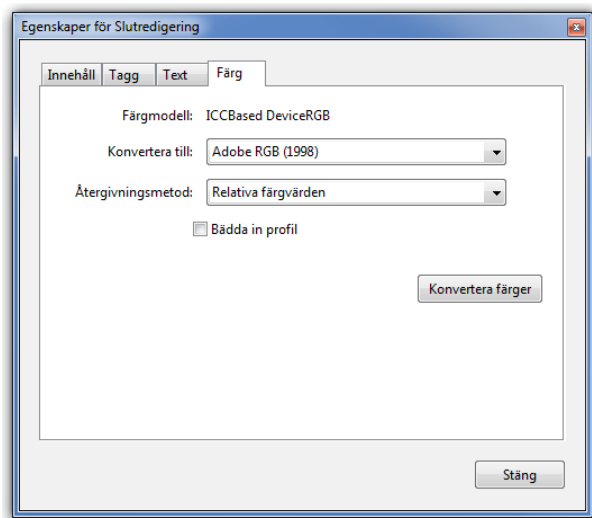 Egenskaper för Slutredigering
Innehåll Tagg Text Färg
Färgmodell: ICCBased DeviceRGB
Konvertera till: Adobe RGB (1998)
Återgivningsmetod: Relativa färgvärden
Bädda in profil
Konvertera färger
Stäng